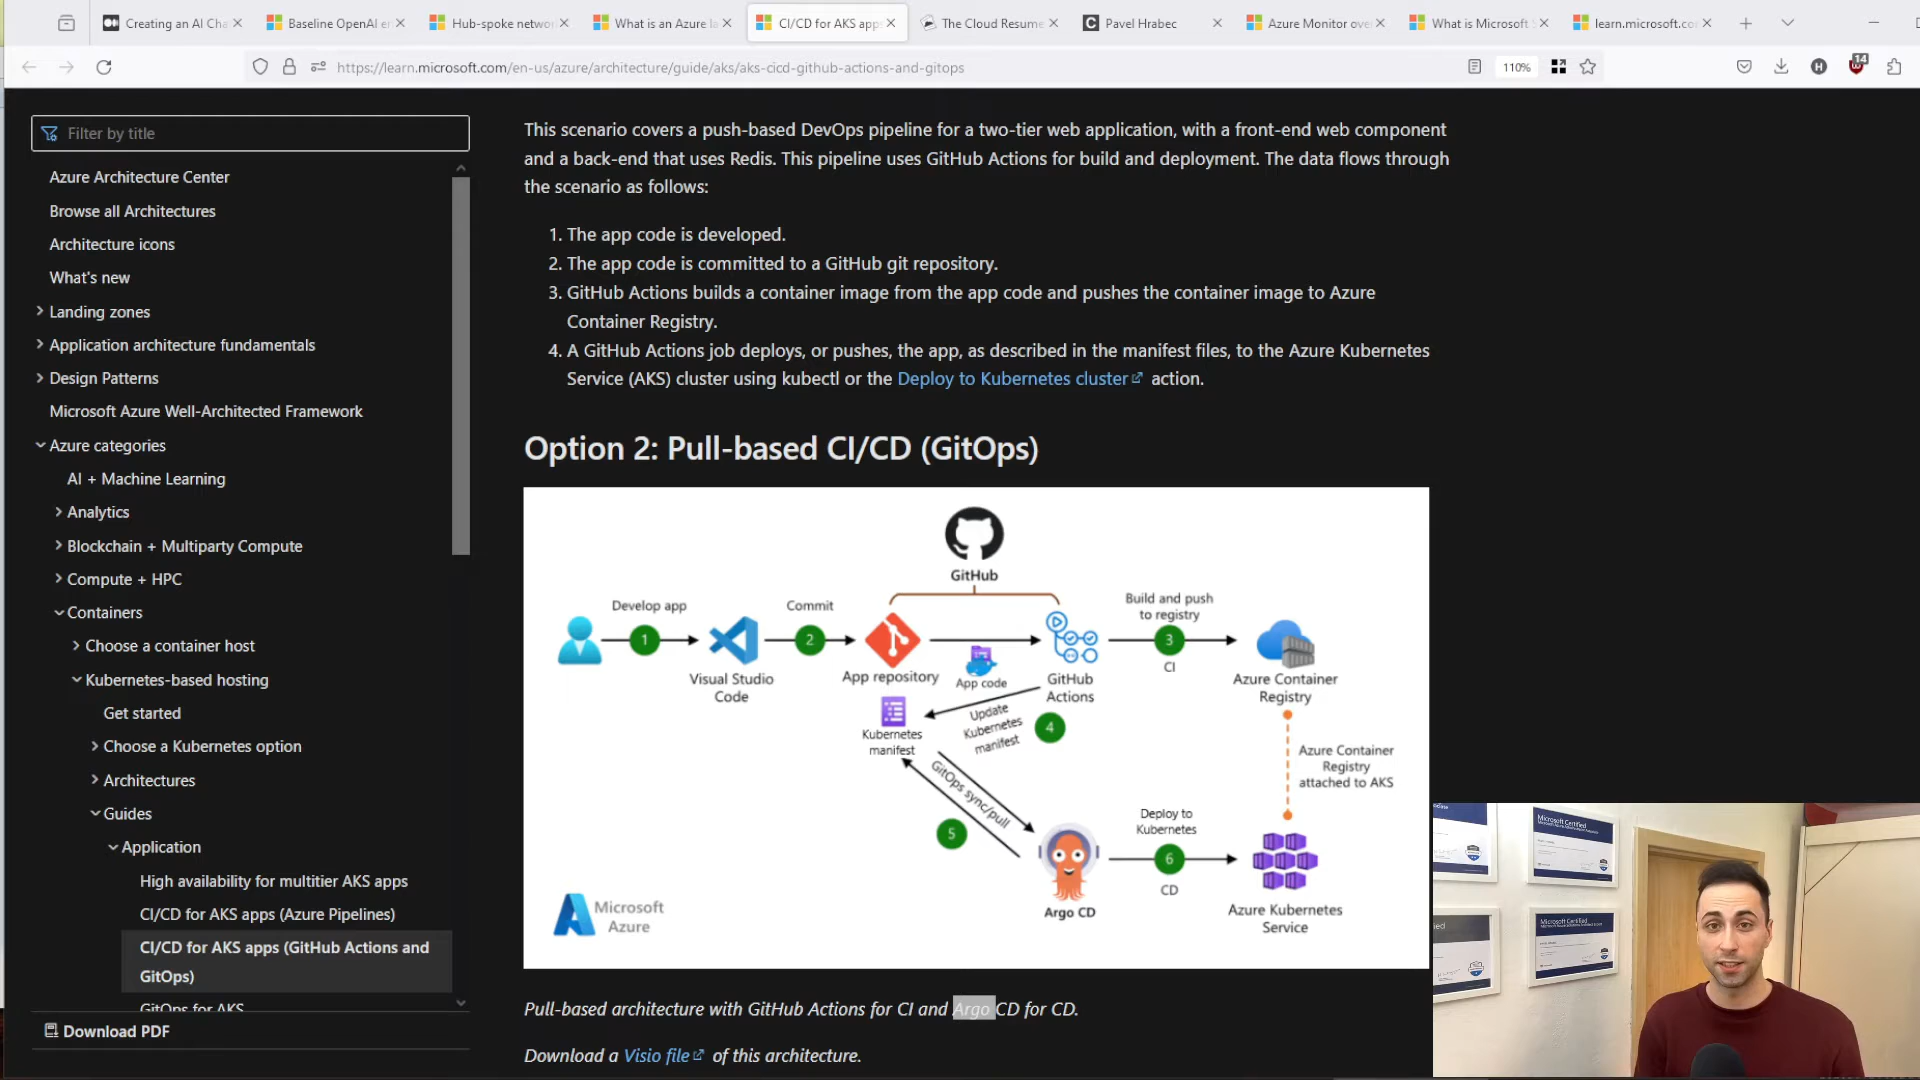 Creating an AI Cha
Baseline OpenAI en
Hub-spoke networ
What is an Azure la
CI/CD for AKS apps
The Cloud Resume
Pavel Hrabec
Azure Monitor ove
What is Microsoft S
learn.microsoft.co
https://learn.microsoft.com/en-us/azure/architecture/guide/aks/aks-cicd-github-actions-and-gitops
110%
14
Filter by title
Azure Architecture Center
Browse all Architectures
Architecture icons
What's new
Landing zones
Application architecture fundamentals
Design Patterns
Microsoft Azure Well-Architected Framework
Azure categories
AI + Machine Learning
Analytics
Blockchain + Multiparty Compute
Compute + HPC
Containers
Choose a container host
Kubernetes-based hosting
Get started
Choose a Kubernetes option
Architectures
Guides
Application
High availability for multitier AKS apps
CI/CD for AKS apps (Azure Pipelines)
CI/CD for AKS apps (GitHub Actions and
GitOps)
GitOps for AKS
Download PDF
This scenario covers a push-based DevOps pipeline for a two-tier web application, with a front-end web component
and a back-end that uses Redis. This pipeline uses GitHub Actions for build and deployment. The data flows through
the scenario as follows:
1. The app code is developed.
2. The app code is committed to a GitHub git repository.
3. GitHub Actions builds a container image from the app code and pushes the container image to Azure
Container Registry.
4. A GitHub Actions job deploys, or pushes, the app, as described in the manifest files, to the Azure Kubernetes
Service (AKS) cluster using kubectl or the Deploy to Kubernetes cluster action.
Option 2: Pull-based CI/CD (GitOps)
GitHub
Develop app
1
Visual Studio
Code
Commit
2
App repository
App code
GitHub
Actions
Build and push
to registry
3
CI
Azure Container
Registry
Kubernetes
manifest
Update
Kubernetes
manifest
4
GitOps sync/pull
5
Azure Container
Registry
attached to AKS
Argo CD
Deploy to
Kubernetes
6
CD
Azure Kubernetes
Service
Microsoft
Azure
Pull-based architecture with GitHub Actions for CI and Argo CD for CD.
Download a Visio file of this architecture.
Microsoft Certified
Microsoft Certified